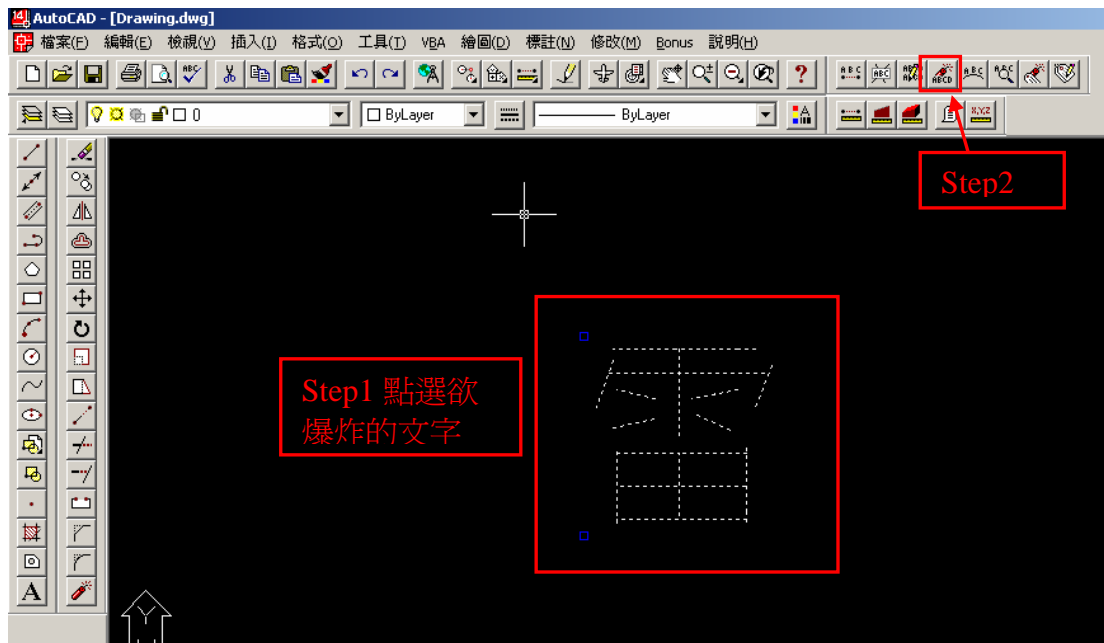 AutoCAD - [Drawing.dwg]
檔案(F) 編輯(E) 檢視(V) 插入(I) 格式(O) 工具(T) VBA 繪圖(D) 標註(N) 修改(M) Bonus 說明(H)
0 ByLayer ByLayer
Step2
Step1 點選欲
爆炸的文字
雷